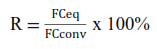 R = FCeq / FCconv x 100%